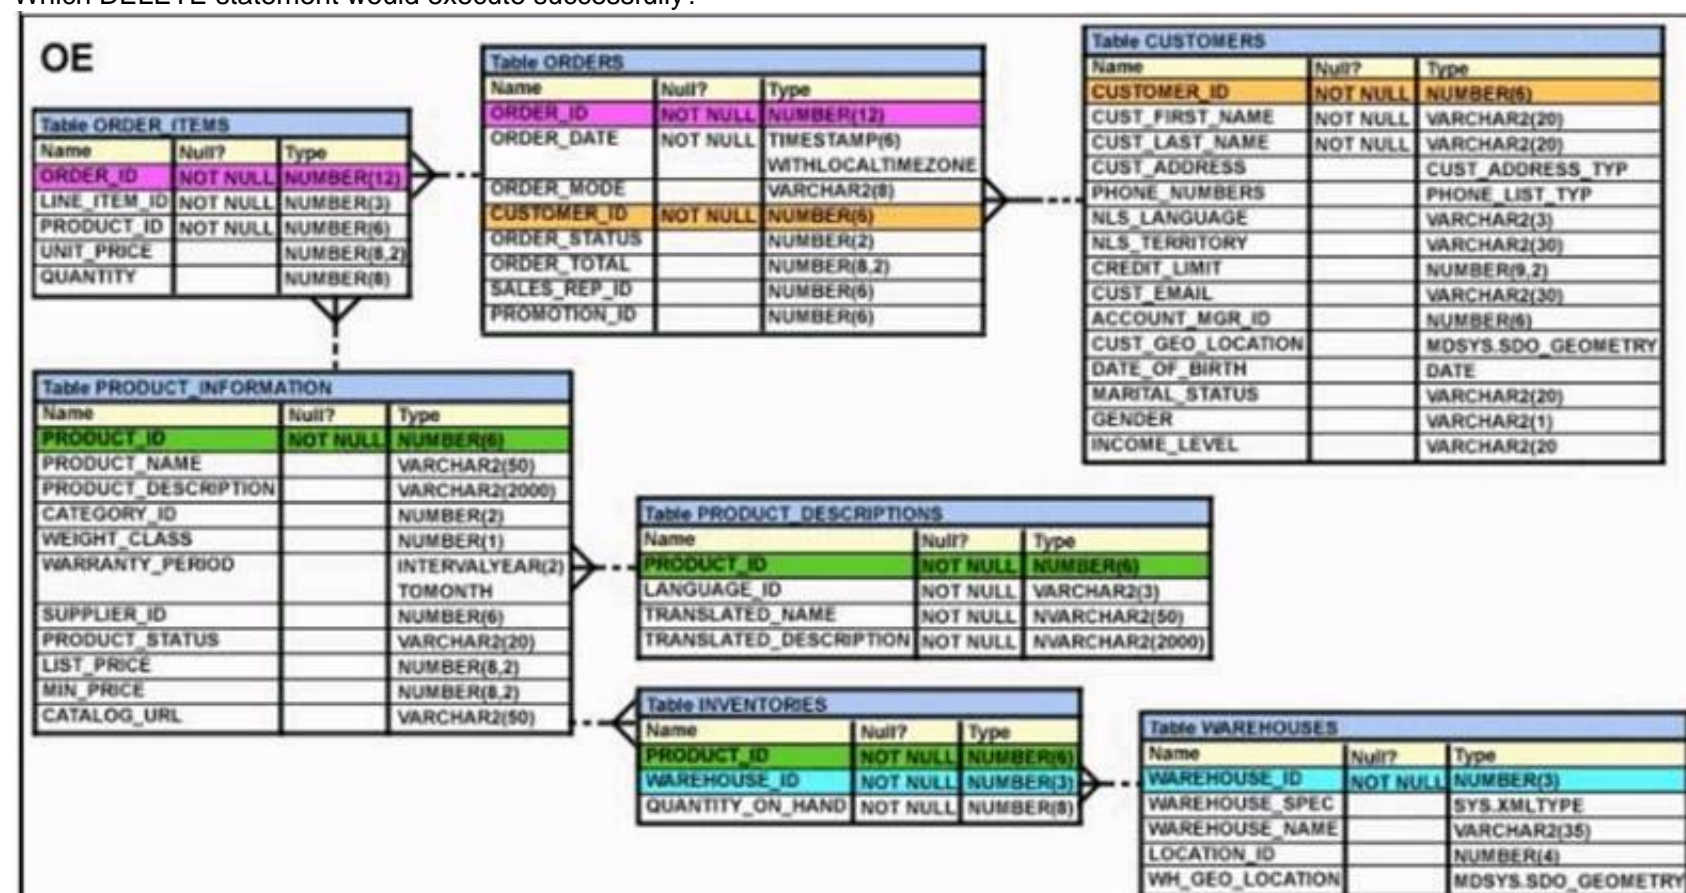 Which DELETE statement would execute successfully?
OE
Table ORDER_ITEMS
Name Null? Type
ORDER_ID NOT NULL NUMBER(12)
LINE_ITEM_ID NOT NULL NUMBER(3)
PRODUCT_ID NOT NULL NUMBER(6)
UNIT_PRICE NUMBER(8,2)
QUANTITY NUMBER(8)
Table ORDERS
Name Null? Type
ORDER_ID NOT NULL NUMBER(12)
ORDER_DATE NOT NULL TIMESTAMP(6)
WITHLOCALTIMEZONE
ORDER_MODE VARCHAR2(8)
CUSTOMER_ID NOT NULL NUMBER(6)
ORDER_STATUS NUMBER(2)
ORDER_TOTAL NUMBER(8,2)
SALES_REP_ID NUMBER(6)
PROMOTION_ID NUMBER(6)
Table CUSTOMERS
Name Null? Type
CUSTOMER_ID NOT NULL NUMBER(6)
CUST_FIRST_NAME NOT NULL VARCHAR2(20)
CUST_LAST_NAME NOT NULL VARCHAR2(20)
CUST_ADDRESS CUST_ADDRESS_TYP
PHONE_NUMBERS PHONE_LIST_TYP
NLS_LANGUAGE VARCHAR2(3)
NLS_TERRITORY VARCHAR2(30)
CREDIT_LIMIT NUMBER(9,2)
CUST_EMAIL VARCHAR2(30)
ACCOUNT_MGR_ID NUMBER(6)
CUST_GEO_LOCATION MDSYS.SDO_GEOMETRY
DATE_OF_BIRTH DATE
MARITAL_STATUS VARCHAR2(20)
GENDER VARCHAR2(1)
INCOME_LEVEL VARCHAR2(20
Table PRODUCT_INFORMATION
Name Null? Type
PRODUCT_ID NOT NULL NUMBER(6)
PRODUCT_NAME VARCHAR2(50)
PRODUCT_DESCRIPTION VARCHAR2(2000)
CATEGORY_ID NUMBER(2)
WEIGHT_CLASS NUMBER(1)
WARRANTY_PERIOD INTERVALYEAR(2)
TOMONTH
SUPPLIER_ID NUMBER(6)
PRODUCT_STATUS VARCHAR2(20)
LIST_PRICE NUMBER(8,2)
MIN_PRICE NUMBER(8,2)
CATALOG_URL VARCHAR2(50)
Table PRODUCT_DESCRIPTIONS
Name Null? Type
PRODUCT_ID NOT NULL NUMBER(6)
LANGUAGE_ID NOT NULL VARCHAR2(3)
TRANSLATED_NAME NOT NULL NVARCHAR2(50)
TRANSLATED_DESCRIPTION NOT NULL NVARCHAR2(2000)
Table INVENTORIES
Name Null? Type
PRODUCT_ID NOT NULL NUMBER(6)
WAREHOUSE_ID NOT NULL NUMBER(3)
QUANTITY_ON_HAND NOT NULL NUMBER(8)
Table WAREHOUSES
Name Null? Type
WAREHOUSE_ID NOT NULL NUMBER(3)
WAREHOUSE_SPEC SYS.XMLTYPE
WAREHOUSE_NAME VARCHAR2(35)
LOCATION_ID NUMBER(4)
WH_GEO_LOCATION MDSYS.SDO_GEOMETRY